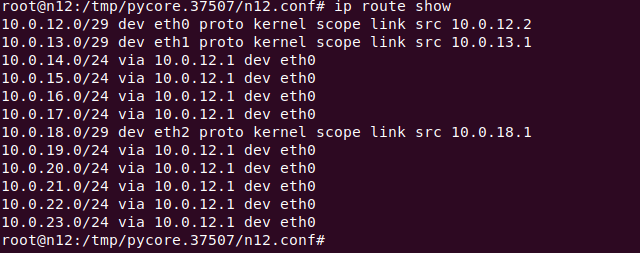 root@n12:/tmp/pycore.37507/n12.conf# ip route show
10.0.12.0/29 dev eth0 proto kernel scope link src 10.0.12.2
10.0.13.0/29 dev eth1 proto kernel scope link src 10.0.13.1
10.0.14.0/24 via 10.0.12.1 dev eth0
10.0.15.0/24 via 10.0.12.1 dev eth0
10.0.16.0/24 via 10.0.12.1 dev eth0
10.0.17.0/24 via 10.0.12.1 dev eth0
10.0.18.0/29 dev eth2 proto kernel scope link src 10.0.18.1
10.0.19.0/24 via 10.0.12.1 dev eth0
10.0.20.0/24 via 10.0.12.1 dev eth0
10.0.21.0/24 via 10.0.12.1 dev eth0
10.0.22.0/24 via 10.0.12.1 dev eth0
10.0.23.0/24 via 10.0.12.1 dev eth0
root@n12:/tmp/pycore.37507/n12.conf#